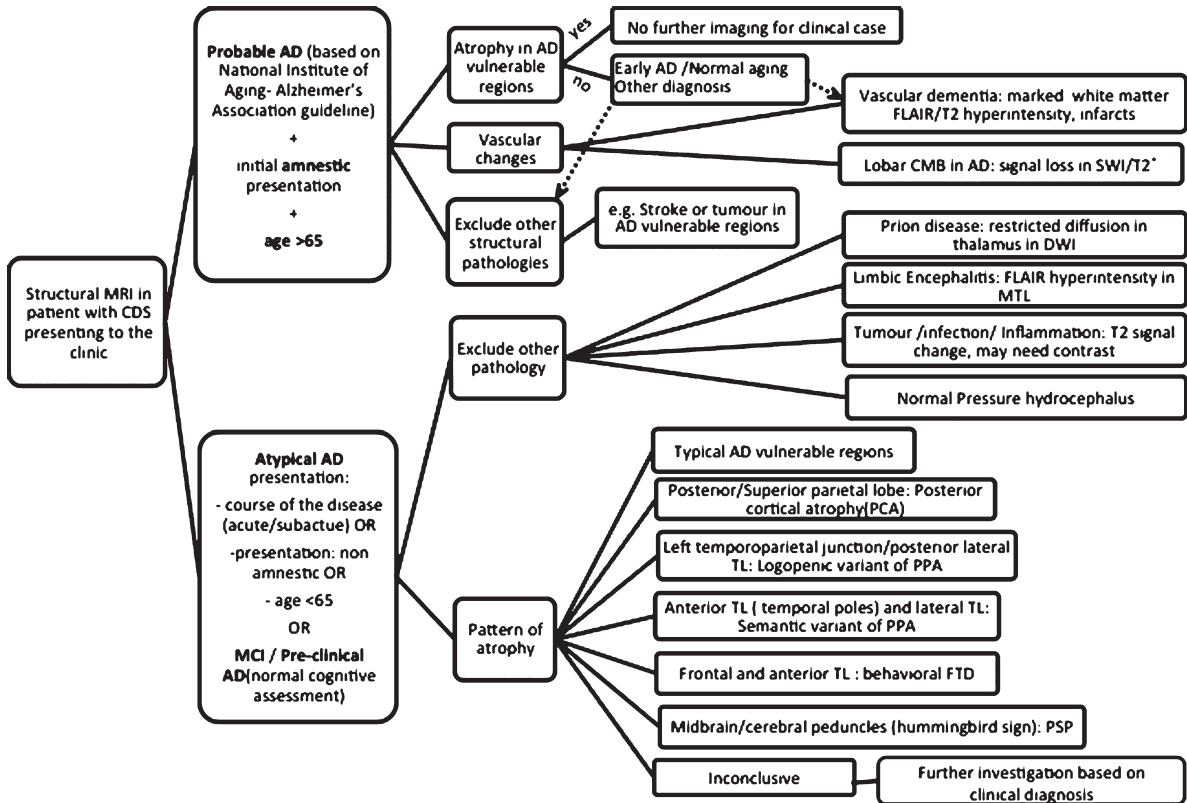 Structural MRI in
patient with CDS
presenting to the
clinic
Probable AD (based on
National Institute of
Aging- Alzheimer's
Association guideline)
+
initial amnestic
presentation
+
age >65
Atrophy in AD
vulnerable
regions
yes
no
No further imaging for clinical case
Early AD /Normal aging
Other diagnosis
Vascular
changes
Vascular dementia: marked white matter
FLAIR/T2 hyperintensity, infarcts
Lobar CMB in AD: signal loss in SWI/T2*
Exclude other
structural
pathologies
e.g. Stroke or tumour in
AD vulnerable regions
Atypical AD
presentation:
- course of the disease
(acute/subactue) OR
-presentation: non
amnestic OR
- age <65
OR
MCI / Pre-clinical
AD(normal cognitive
assessment)
Exclude other
pathology
Prion disease: restricted diffusion in
thalamus in DWI
Limbic Encephalitis: FLAIR hyperintensity in
MTL
Tumour /infection/ Inflammation: T2 signal
change, may need contrast
Normal Pressure hydrocephalus
Pattern of
atrophy
Typical AD vulnerable regions
Posterior/Superior parietal lobe: Posterior
cortical atrophy(PCA)
Left temporoparietal junction/posterior lateral
TL: Logopenic variant of PPA
Anterior TL ( temporal poles) and lateral TL:
Semantic variant of PPA
Frontal and anterior TL : behavioral FTD
Midbrain/cerebral peduncles (hummingbird sign): PSP
Inconclusive
Further investigation based on
clinical diagnosis